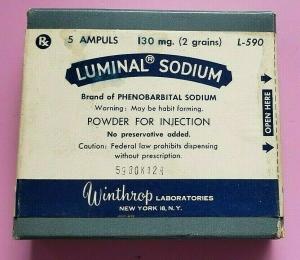 Rx 5 AMPULS 130 mg. (2 grains) L-590
LUMINAL® SODIUM
Brand of PHENOBARBITAL SODIUM
Warning: May be habit forming.
POWDER FOR INJECTION
No preservative added.
Caution: Federal law prohibits dispensing
without prescription.
Winthrop LABORATORIES
NEW YORK 18, N.Y.
OPEN HERE